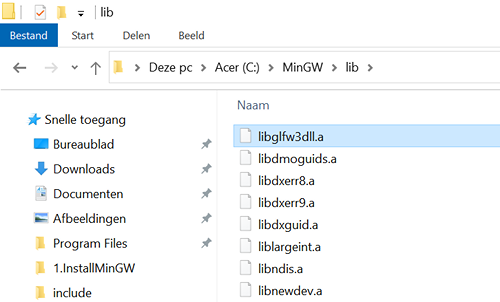 lib
Bestand Start Delen Beeld
Deze pc > Acer (C:) > MinGW > lib >
Naam
Snelle toegang
Bureaublad
Downloads
Documenten
Afbeeldingen
Program Files
1.InstallMinGW
include
libglfw3dll.a
libdmoguids.a
libdxerr8.a
libdxerr9.a
libdxguid.a
liblargeint.a
libndis.a
libnewdev.a